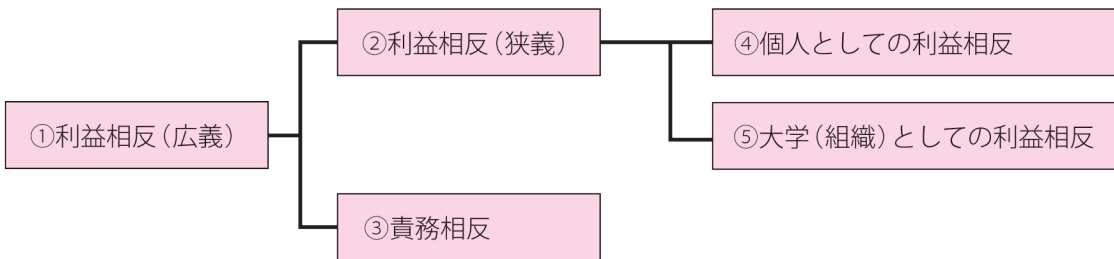 ①利益相反（広義）
②利益相反（狭義）
③責務相反
④個人としての利益相反
⑤大学（組織）としての利益相反